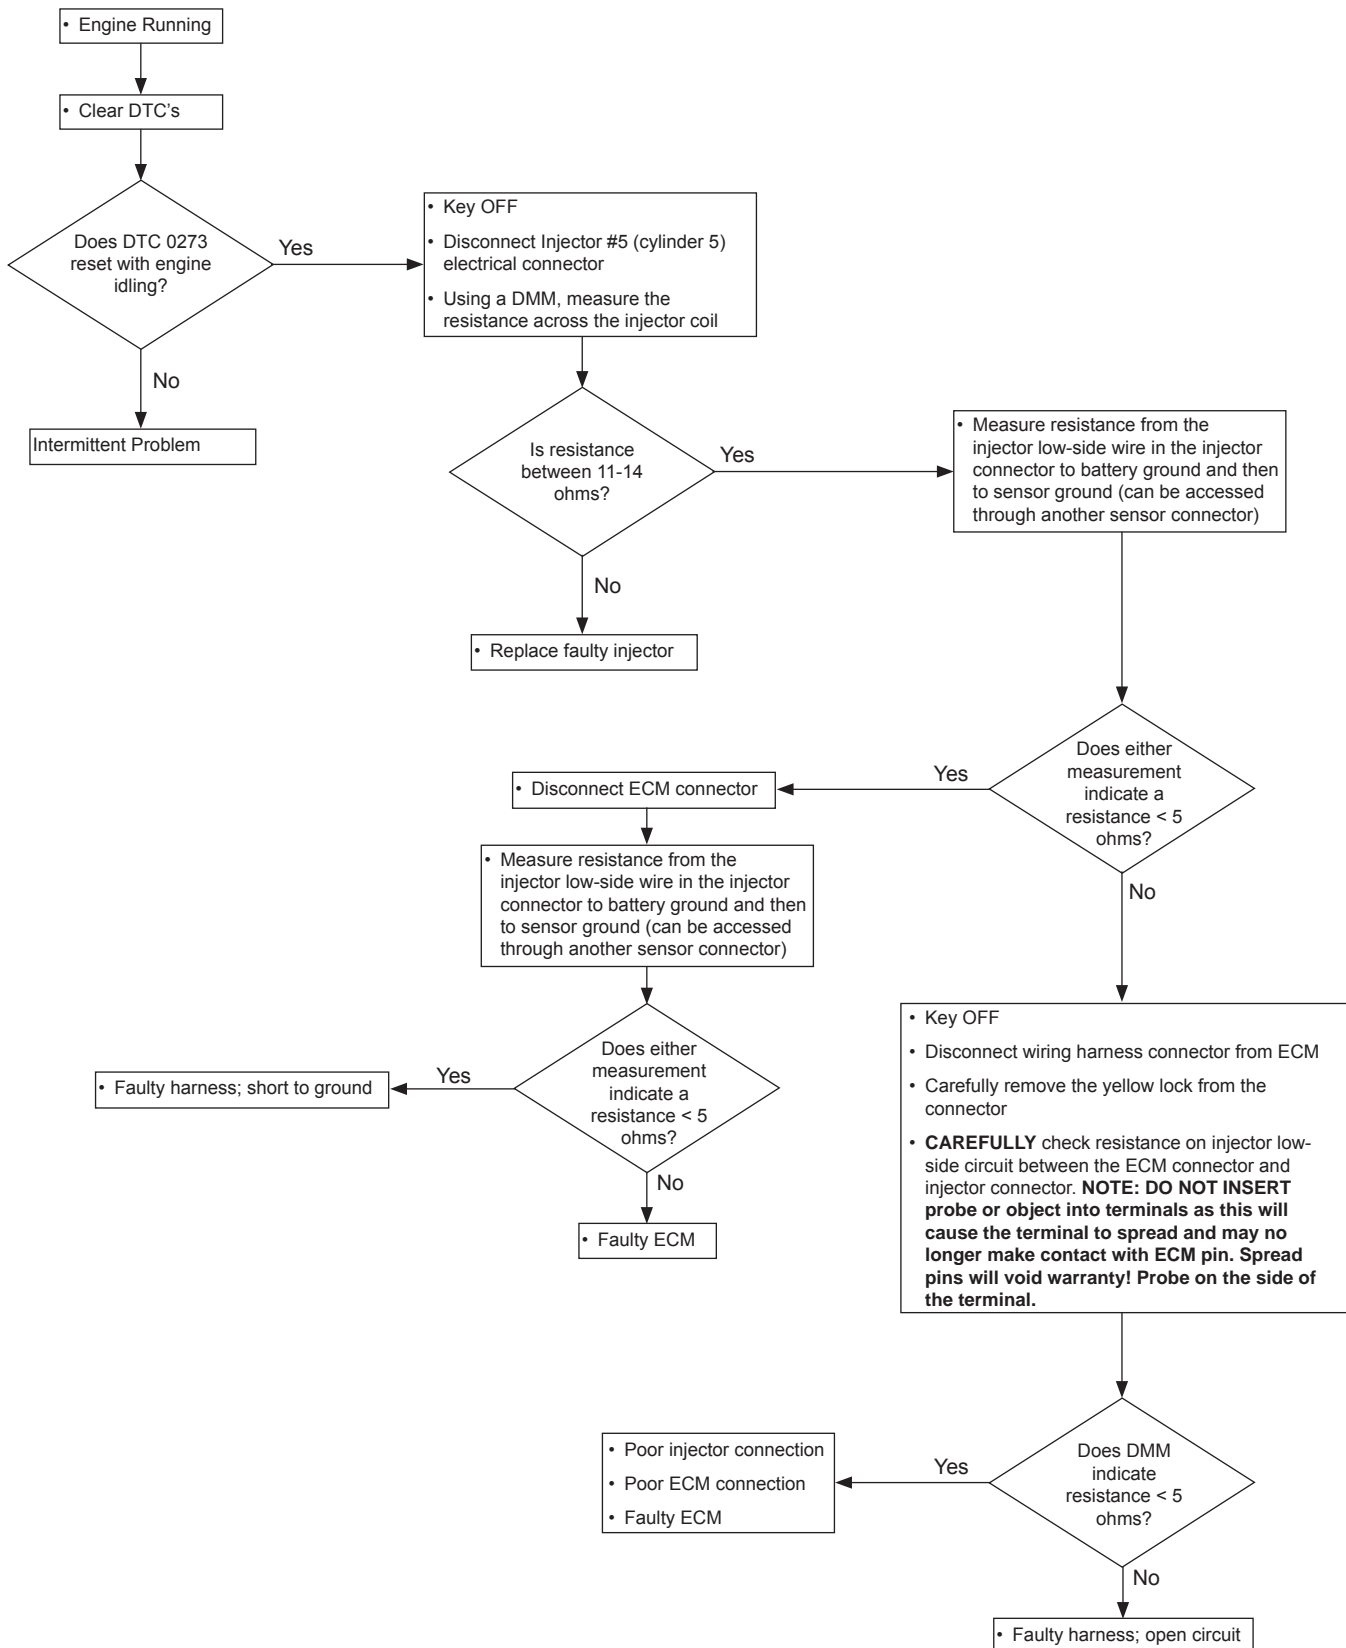 • Engine Running
• Clear DTC's
Does DTC 0273
reset with engine
idling?
Yes
No
Intermittent Problem
• Key OFF
• Disconnect Injector #5 (cylinder 5)
electrical connector
• Using a DMM, measure the
resistance across the injector coil
Is resistance
between 11-14
ohms?
Yes
No
• Replace faulty injector
• Measure resistance from the
injector low-side wire in the injector
connector to battery ground and then
to sensor ground (can be accessed
through another sensor connector)
Does either
measurement
indicate a
resistance < 5
ohms?
Yes
No
• Disconnect ECM connector
• Measure resistance from the
injector low-side wire in the injector
connector to battery ground and then
to sensor ground (can be accessed
through another sensor connector)
Does either
measurement
indicate a
resistance < 5
ohms?
Yes
• Faulty harness; short to ground
No
• Faulty ECM
• Key OFF
• Disconnect wiring harness connector from ECM
• Carefully remove the yellow lock from the
connector
• CAREFULLY check resistance on injector low-
side circuit between the ECM connector and
injector connector. NOTE: DO NOT INSERT
probe or object into terminals as this will
cause the terminal to spread and may no
longer make contact with ECM pin. Spread
pins will void warranty! Probe on the side of
the terminal.
Does DMM
indicate
resistance < 5
ohms?
Yes
• Poor injector connection
• Poor ECM connection
• Faulty ECM
No
• Faulty harness; open circuit